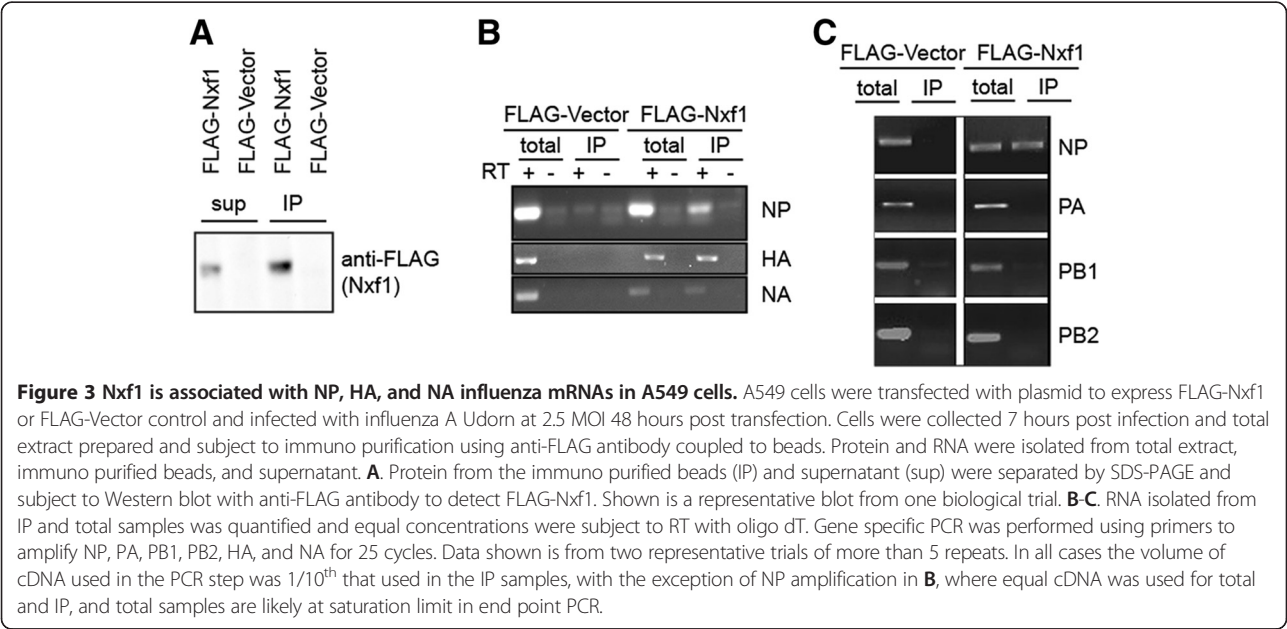 A
FLAG-Nxf1
FLAG-Vector
FLAG-Nxf1
FLAG-Vector
sup IP
anti-FLAG
(Nxf1)
B
FLAG-Vector FLAG-Nxf1
total IP total IP
RT + - + - + - + -
NP
HA
NA
C
FLAG-Vector FLAG-Nxf1
total IP total IP
NP
PA
PB1
PB2
Figure 3 Nxf1 is associated with NP, HA, and NA influenza mRNAs in A549 cells. A549 cells were transfected with plasmid to express FLAG-Nxf1
or FLAG-Vector control and infected with influenza A Udorn at 2.5 MOI 48 hours post transfection. Cells were collected 7 hours post infection and total
extract prepared and subject to immuno purification using anti-FLAG antibody coupled to beads. Protein and RNA were isolated from total extract,
immuno purified beads, and supernatant. A. Protein from the immuno purified beads (IP) and supernatant (sup) were separated by SDS-PAGE and
subject to Western blot with anti-FLAG antibody to detect FLAG-Nxf1. Shown is a representative blot from one biological trial. B-C. RNA isolated from
IP and total samples was quantified and equal concentrations were subject to RT with oligo dT. Gene specific PCR was performed using primers to
amplify NP, PA, PB1, PB2, HA, and NA for 25 cycles. Data shown is from two representative trials of more than 5 repeats. In all cases the volume of
cDNA used in the PCR step was 1/10th that used in the IP samples, with the exception of NP amplification in B, where equal cDNA was used for total
and IP, and total samples are likely at saturation limit in end point PCR.